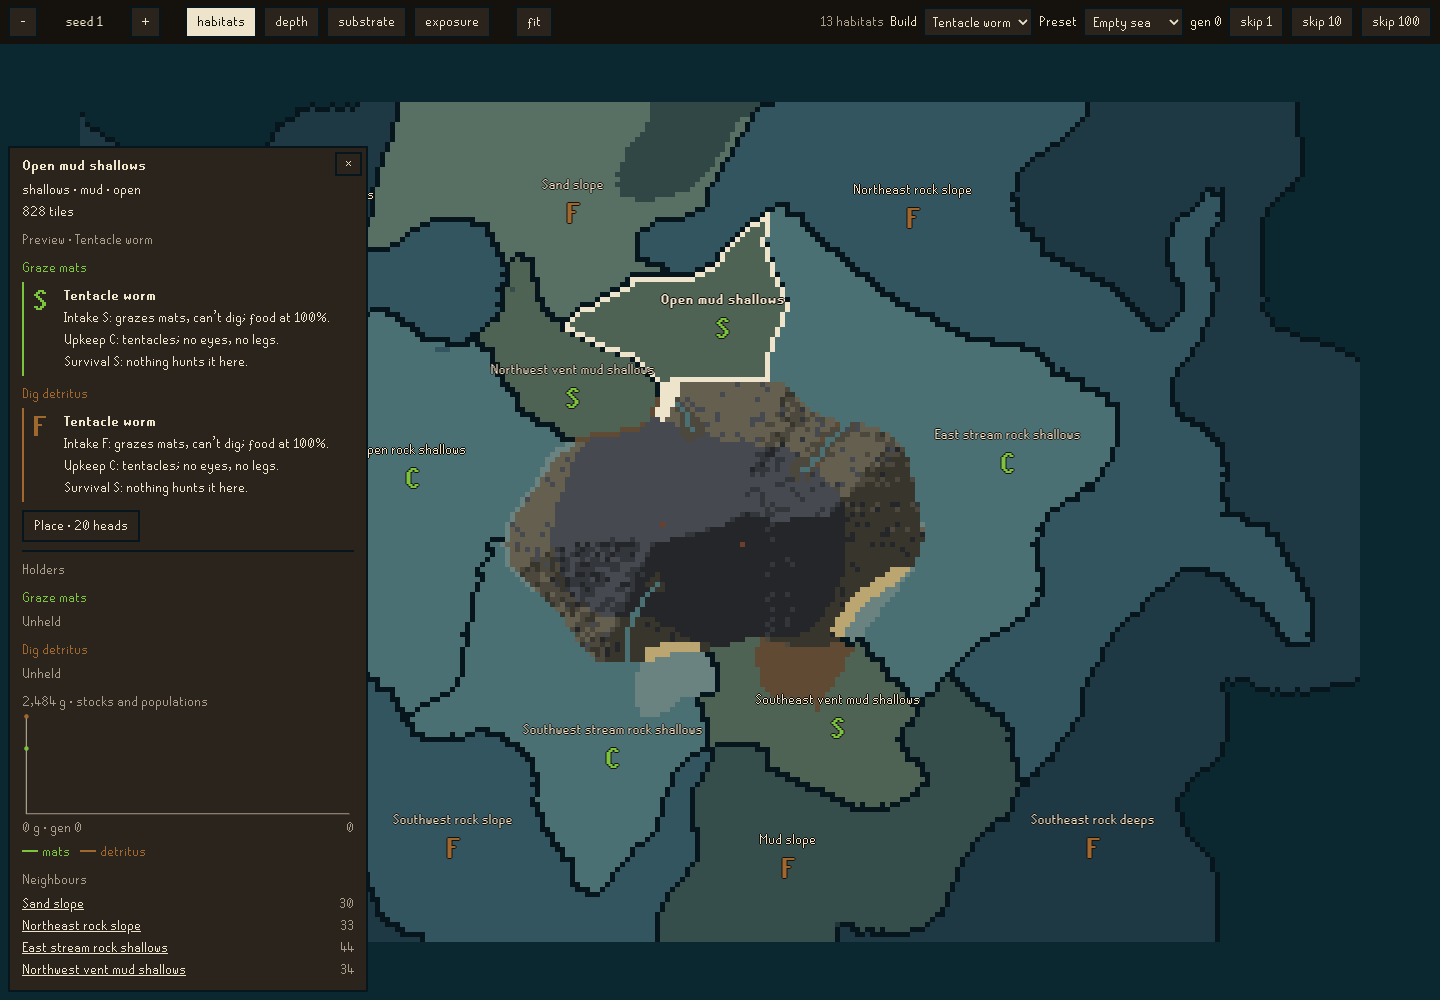 - seed 1 + habitats depth substrate exposure fit 13 habitats Build Tentacle worm Preset Empty sea gen 0 skip 1 skip 10 skip 100
Open mud shallows ×
shallows · mud · open
828 tiles
Preview · Tentacle worm
Graze mats
S Tentacle worm
Intake S: grazes mats, can't dig; food at 100%.
Upkeep C: tentacles; no eyes, no legs.
Survival S: nothing hunts it here.
Dig detritus
F Tentacle worm
Intake F: grazes mats, can't dig; food at 100%.
Upkeep C: tentacles; no eyes, no legs.
Survival S: nothing hunts it here.
Place · 20 heads
Holders
Graze mats
Unheld
Dig detritus
Unheld
2,484 g · stocks and populations
0 g · gen 0 0
mats detritus
Neighbours
Sand slope 30
Northeast rock slope 33
East stream rock shallows 44
Northwest vent mud shallows 34
s
Sand slope
F
Northeast rock slope
F
Open mud shallows
S
Northwest vent mud shallows
S
pen rock shallows
C
East stream rock shallows
C
Southeast vent mud shallows
S
Southwest stream rock shallows
C
Southwest rock slope
F
Mud slope
F
Southeast rock deeps
F